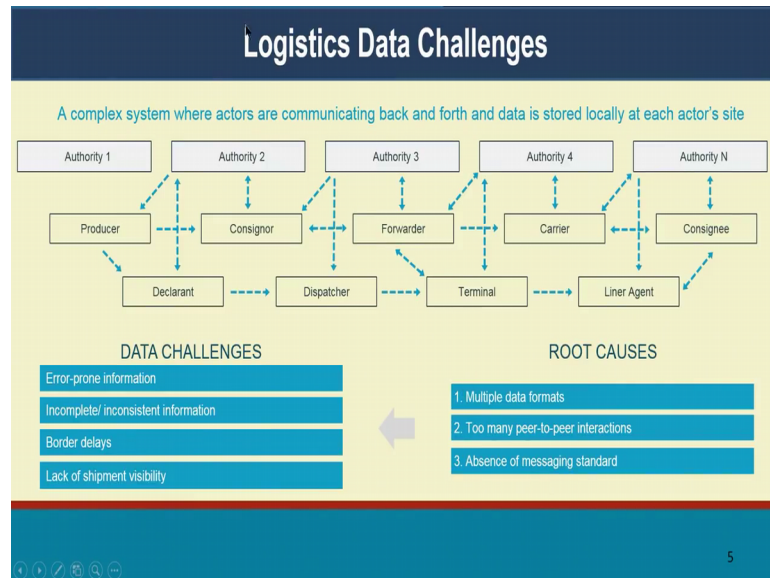 Logistics Data Challenges
A complex system where actors are communicating back and forth and data is stored locally at each actor's site
Authority 1
Authority 2
Authority 3
Authority 4
Authority N
Producer
Consignor
Forwarder
Carrier
Consignee
Declarant
Dispatcher
Terminal
Liner Agent
DATA CHALLENGES
Error-prone information
Incomplete/ inconsistent information
Border delays
Lack of shipment visibility
ROOT CAUSES
1. Multiple data formats
2. Too many peer-to-peer interactions
3. Absence of messaging standard
5